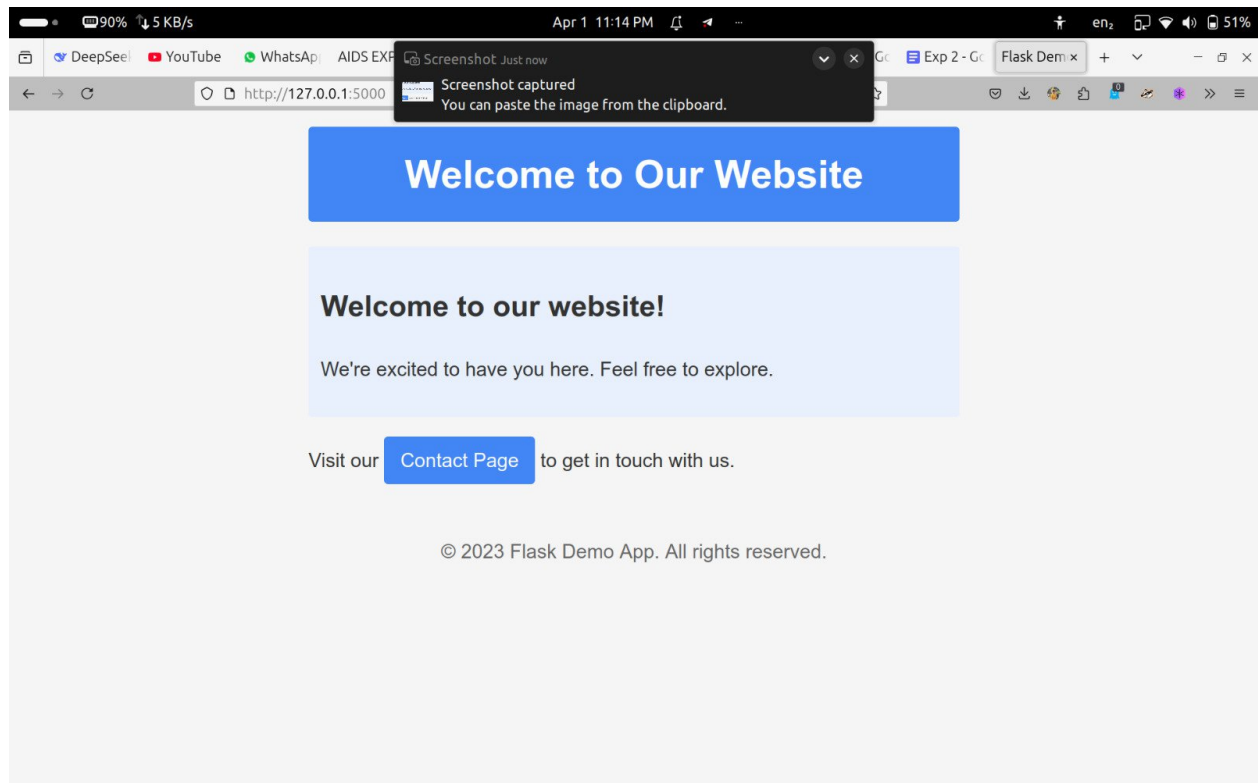 90% 5 KB/s Apr 1 11:14 PM en₂ 51%
DeepSee YouTube WhatsAp AIDS EXP Exp 2 - Go Flask Dem
http://127.0.0.1:5000
Screenshot Just now
Screenshot captured
You can paste the image from the clipboard.
0
Welcome to Our Website
Welcome to our website!
We're excited to have you here. Feel free to explore.
Visit our Contact Page to get in touch with us.
© 2023 Flask Demo App. All rights reserved.